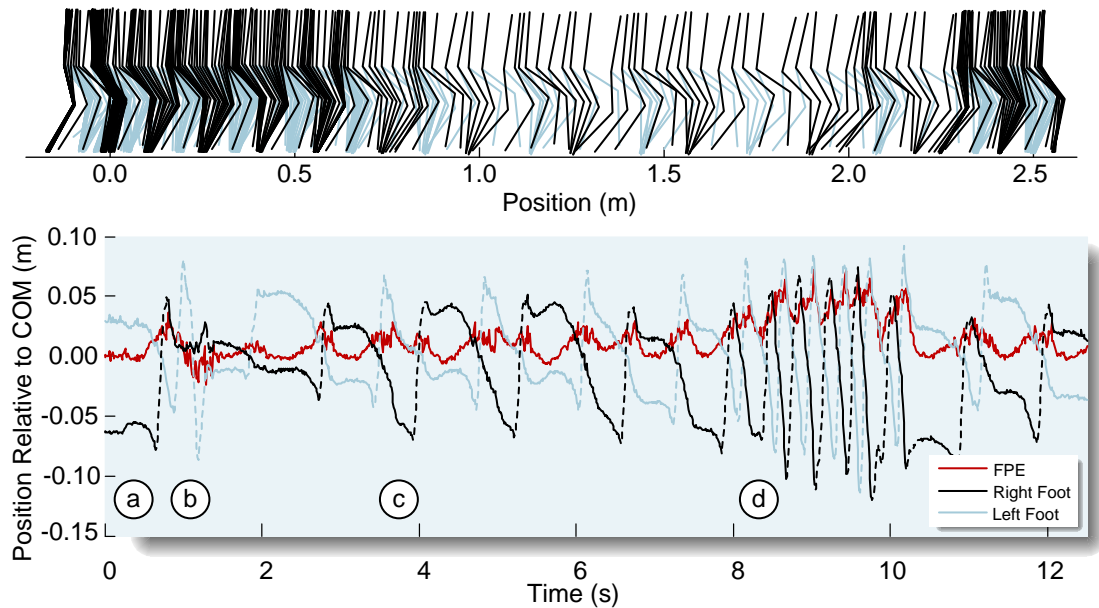 0.0 0.5 1.0 1.5 2.0 2.5
Position (m)
Position Relative to COM (m)
0.10
0.05
0.00
-0.05
-0.10
-0.15
a b c d
FPE
Right Foot
Left Foot
0 2 4 6 8 10 12
Time (s)